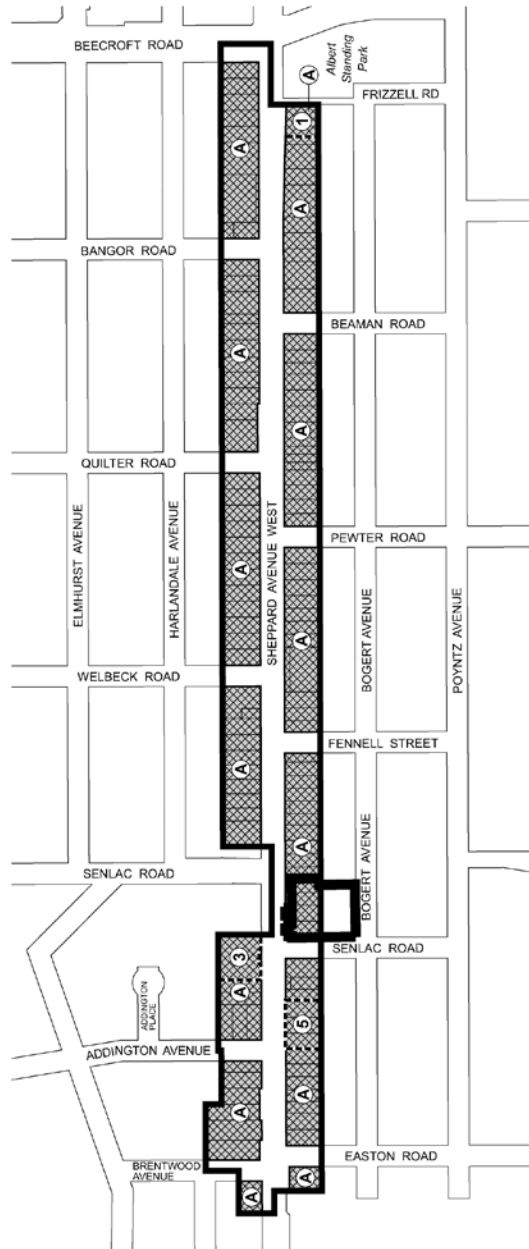 BEECROFT ROAD
A
Albert
Standing
Park
FRIZZELL RD
1
A
A
BANGOR ROAD
BEAMAN ROAD
A
A
QUILTER ROAD
ELMHURST AVENUE
HARLANDALE AVENUE
SHEPPARD AVENUE WEST
PEWTER ROAD
A
A
BOGERT AVENUE
POYNTZ AVENUE
WELBECK ROAD
FENNELL STREET
A
A
SENLAC ROAD
BOGERT AVENUE
SENLAC ROAD
3
A
ADDINGTON
PLACE
5
ADDINGTON AVENUE
A
A
EASTON ROAD
BRENTWOOD
AVENUE
A
A